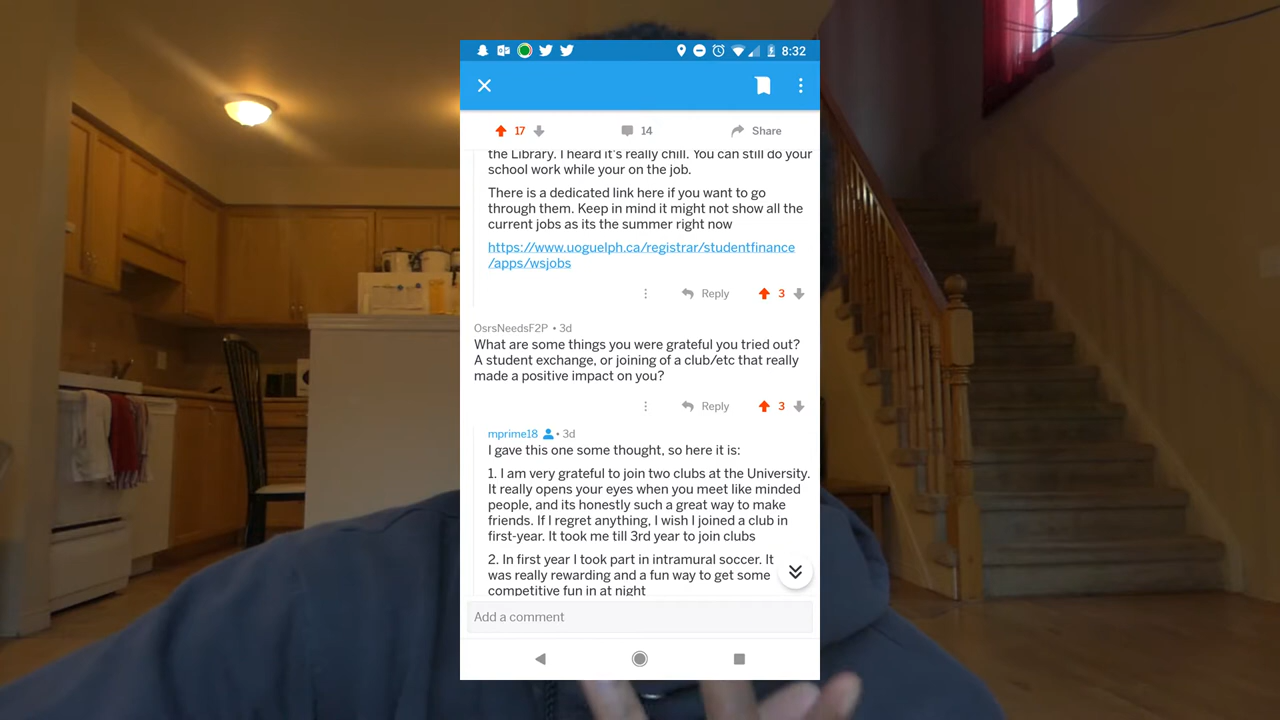 8:32
17
14
Share
the Library. I heard it's really chill. You can still do your
school work while your on the job.
There is a dedicated link here if you want to go
through them. Keep in mind it might not show all the
current jobs as its the summer right now
https://www.uoguelph.ca/registrar/studentfinance
/apps/wsjobs
Reply
3
OsrsNeedsF2P • 3d
What are some things you were grateful you tried out?
A student exchange, or joining of a club/etc that really
made a positive impact on you?
Reply
3
mprime18 • 3d
I gave this one some thought, so here it is:
1. I am very grateful to join two clubs at the University.
It really opens your eyes when you meet like minded
people, and its honestly such a great way to make
friends. If I regret anything, I wish I joined a club in
first-year. It took me till 3rd year to join clubs
2. In first year I took part in intramural soccer. It
was really rewarding and a fun way to get some
competitive fun in at night
Add a comment